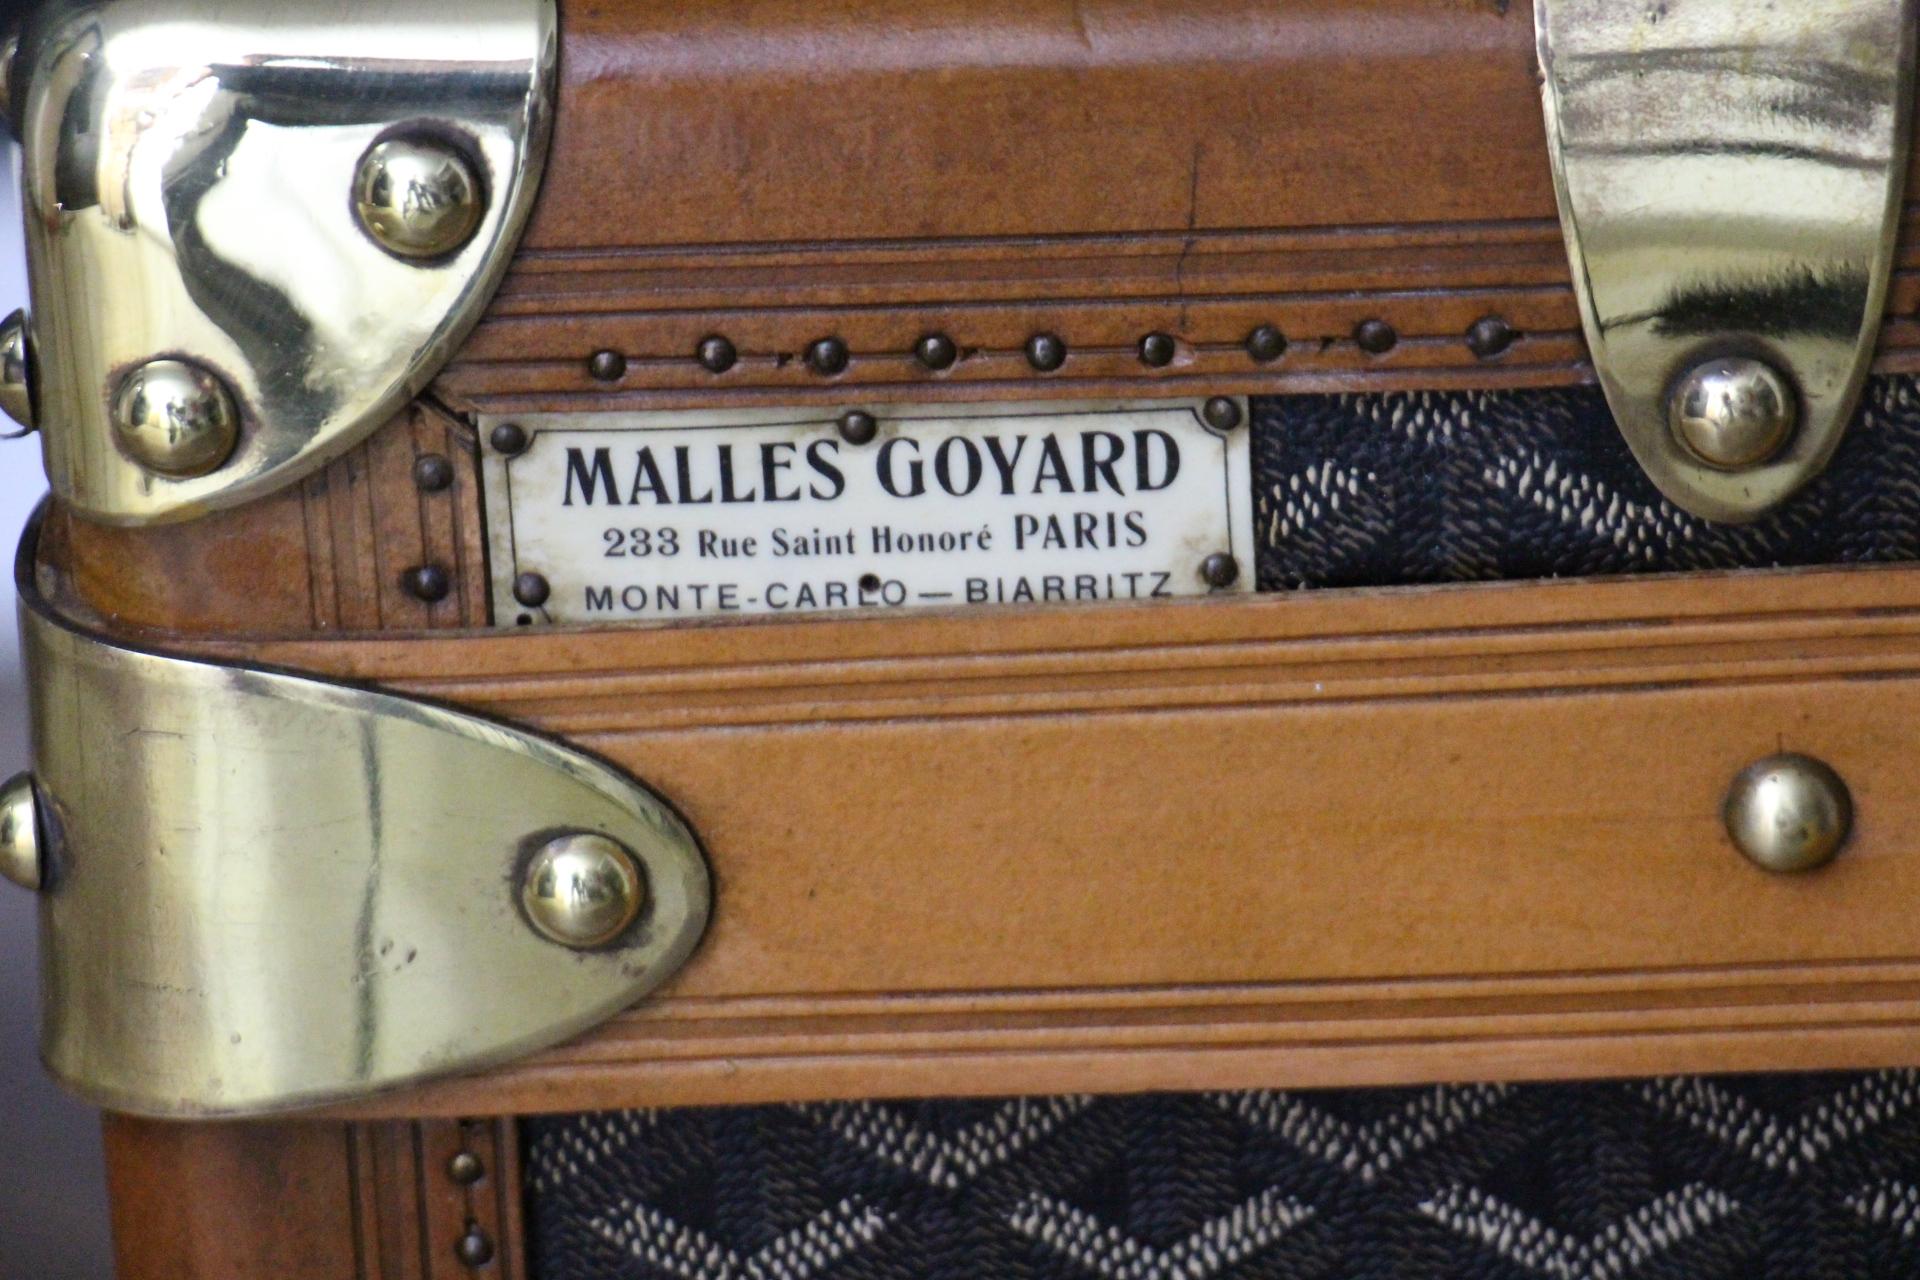 MALLES GOYARD
233 Rue Saint Honoré PARIS
MONTE-CARLO — BIARRITZ